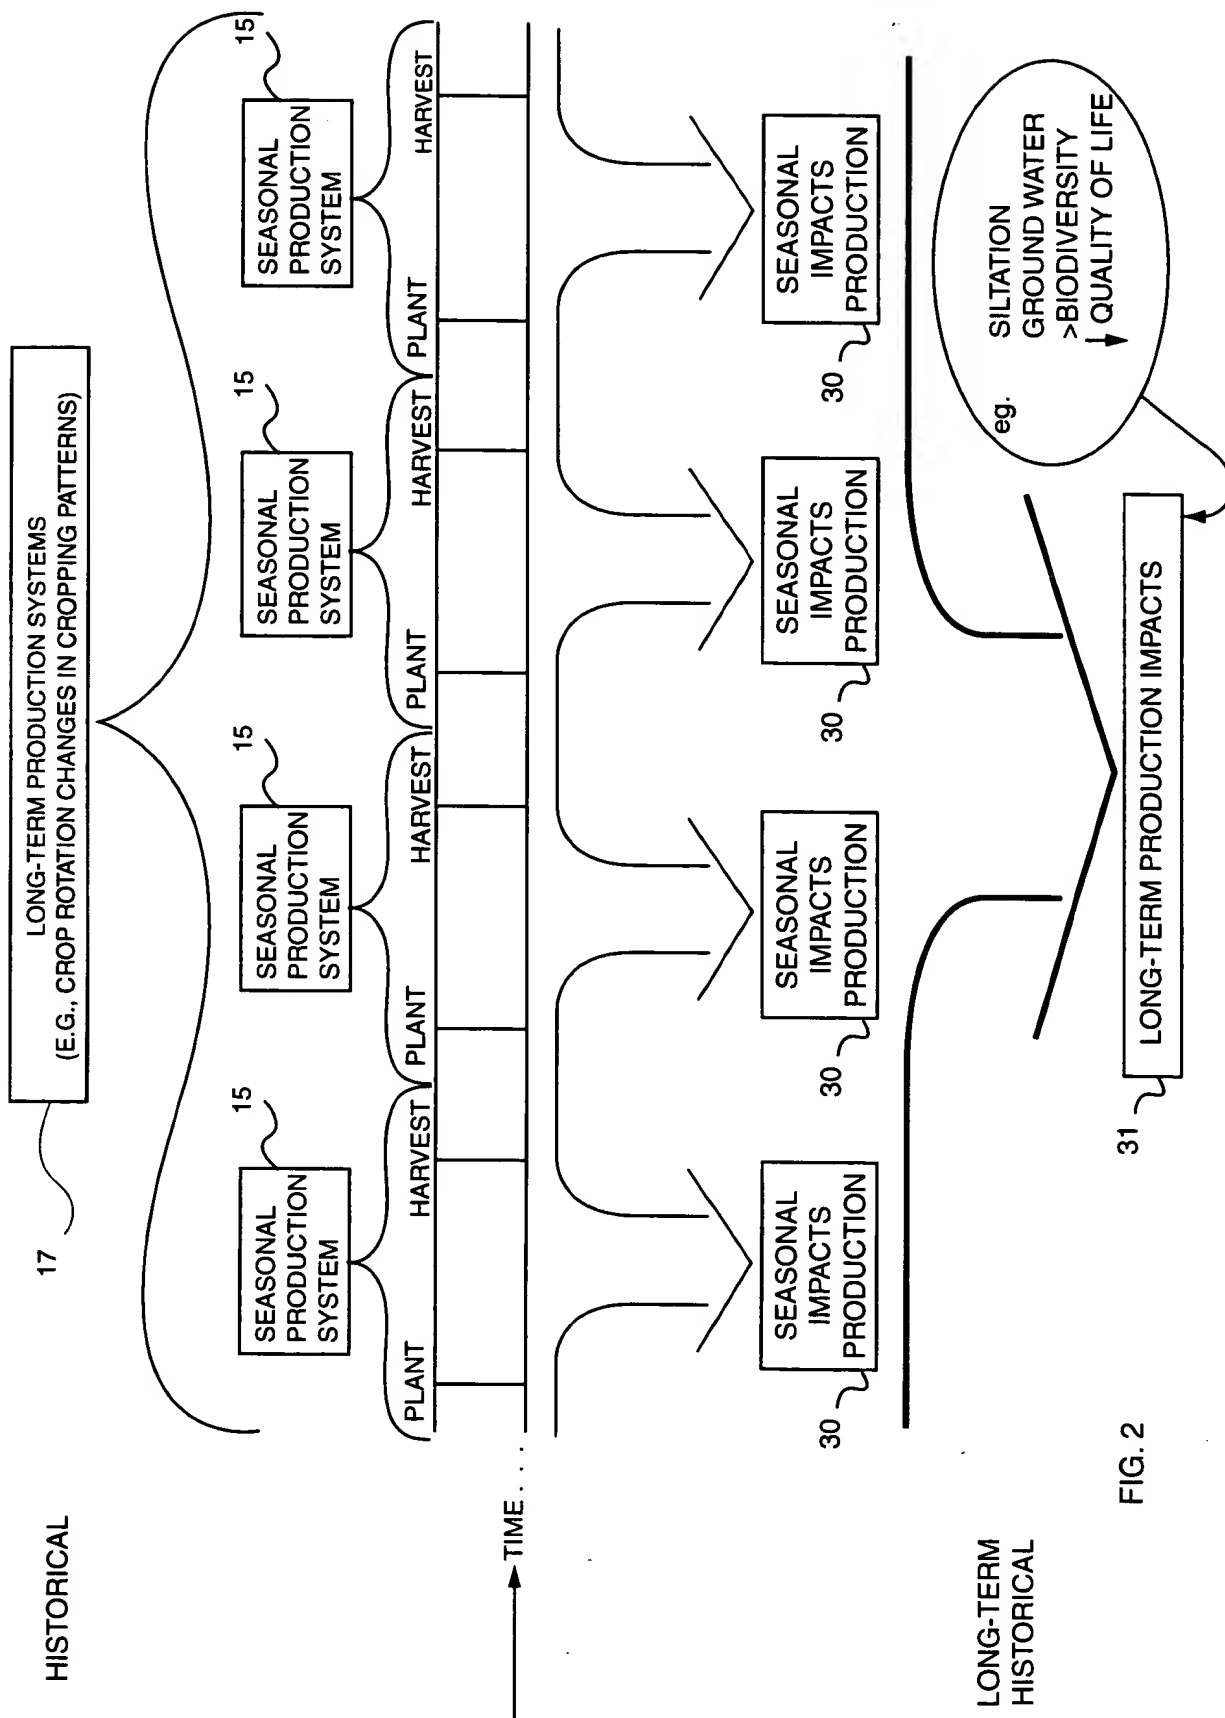 HISTORICAL
17
LONG-TERM PRODUCTION SYSTEMS
(E.G., CROP ROTATION CHANGES IN CROPPING PATTERNS)
15
15
15
15
SEASONAL
PRODUCTION
SYSTEM
SEASONAL
PRODUCTION
SYSTEM
SEASONAL
PRODUCTION
SYSTEM
SEASONAL
PRODUCTION
SYSTEM
PLANT
HARVEST
PLANT
HARVEST
PLANT
HARVEST
PLANT
HARVEST
TIME . . .
SEASONAL
IMPACTS
PRODUCTION
SEASONAL
IMPACTS
PRODUCTION
SEASONAL
IMPACTS
PRODUCTION
SEASONAL
IMPACTS
PRODUCTION
30
30
30
30
LONG-TERM
HISTORICAL
eg.
SILTATION
GROUND WATER
>BIODIVERSITY
↓ QUALITY OF LIFE
31
LONG-TERM PRODUCTION IMPACTS
FIG. 2